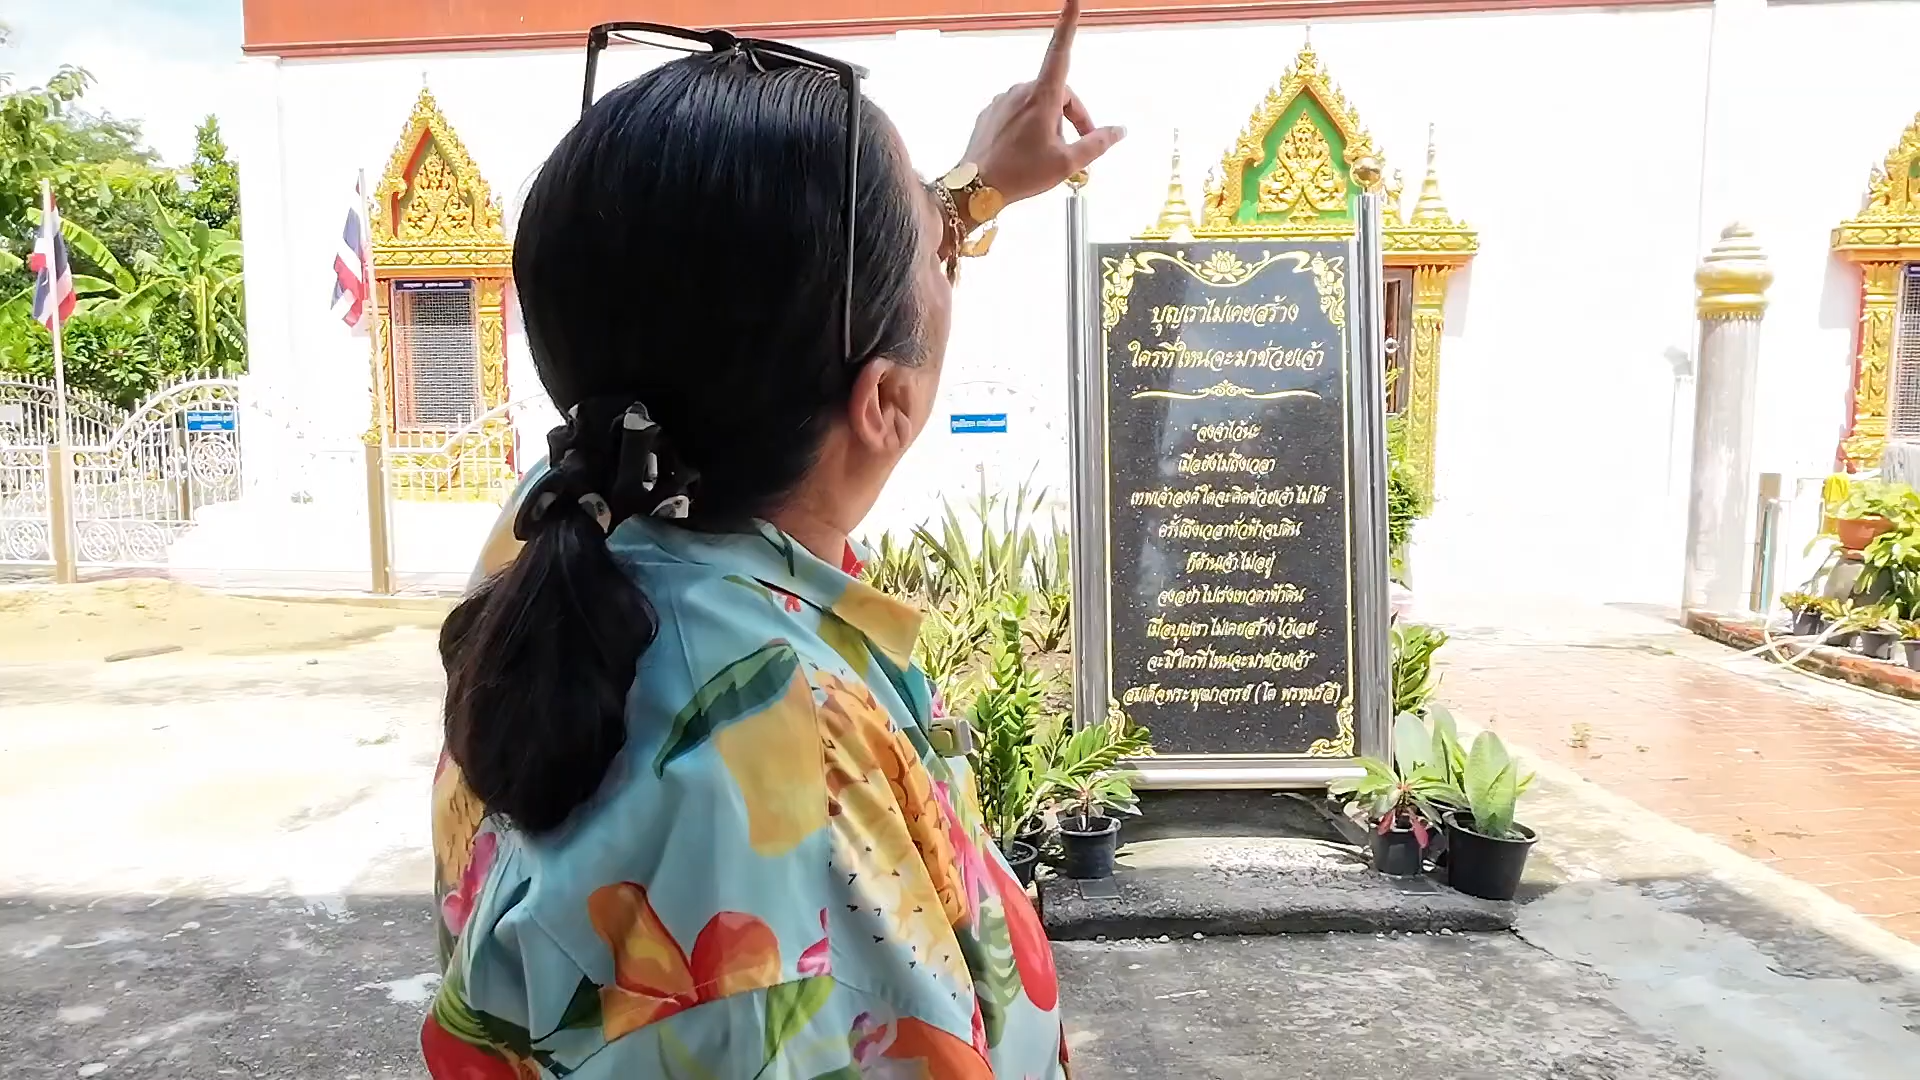 บุญเราไม่เคยสร้าง
ใครที่ไหนจะมาช่วยเจ้า
"จงจำไว้นะ
เมื่อยังไม่ถึงเวลา
เทพเจ้าองค์ใดจะคิดช่วยเจ้าไม่ได้
ครั้งถึงเวลาทั่วฟ้าจบดิน
ก็ต้านเจ้าไม่อยู่
จงอย่าไปเร่งเทวดาฟ้าดิน
เมื่อบุญเราไม่เคยสร้างไว้เลย
จะมีใครที่ไหนจะมาช่วยเจ้า"
สมเด็จพระพุฒาจารย์ (โต พรหมรังสี)